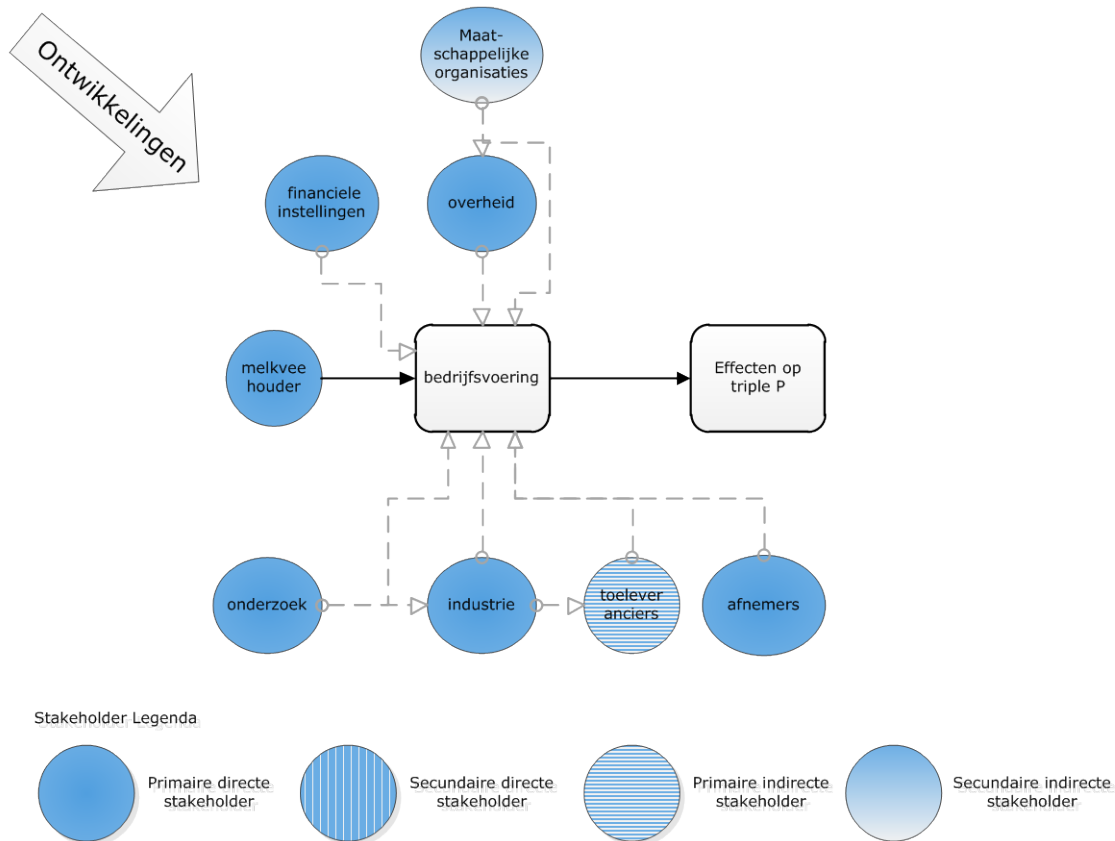 Ontwikkelingen
Maat-
schappelijke
organisaties
financiele
instellingen
overheid
melkvee
houder
bedrijfsvoering
Effecten op
triple P
onderzoek
industrie
toelever
anciers
afnemers
Stakeholder Legenda
Primaire directe
stakeholder
Secundaire directe
stakeholder
Primaire indirecte
stakeholder
Secundaire indirecte
stakeholder